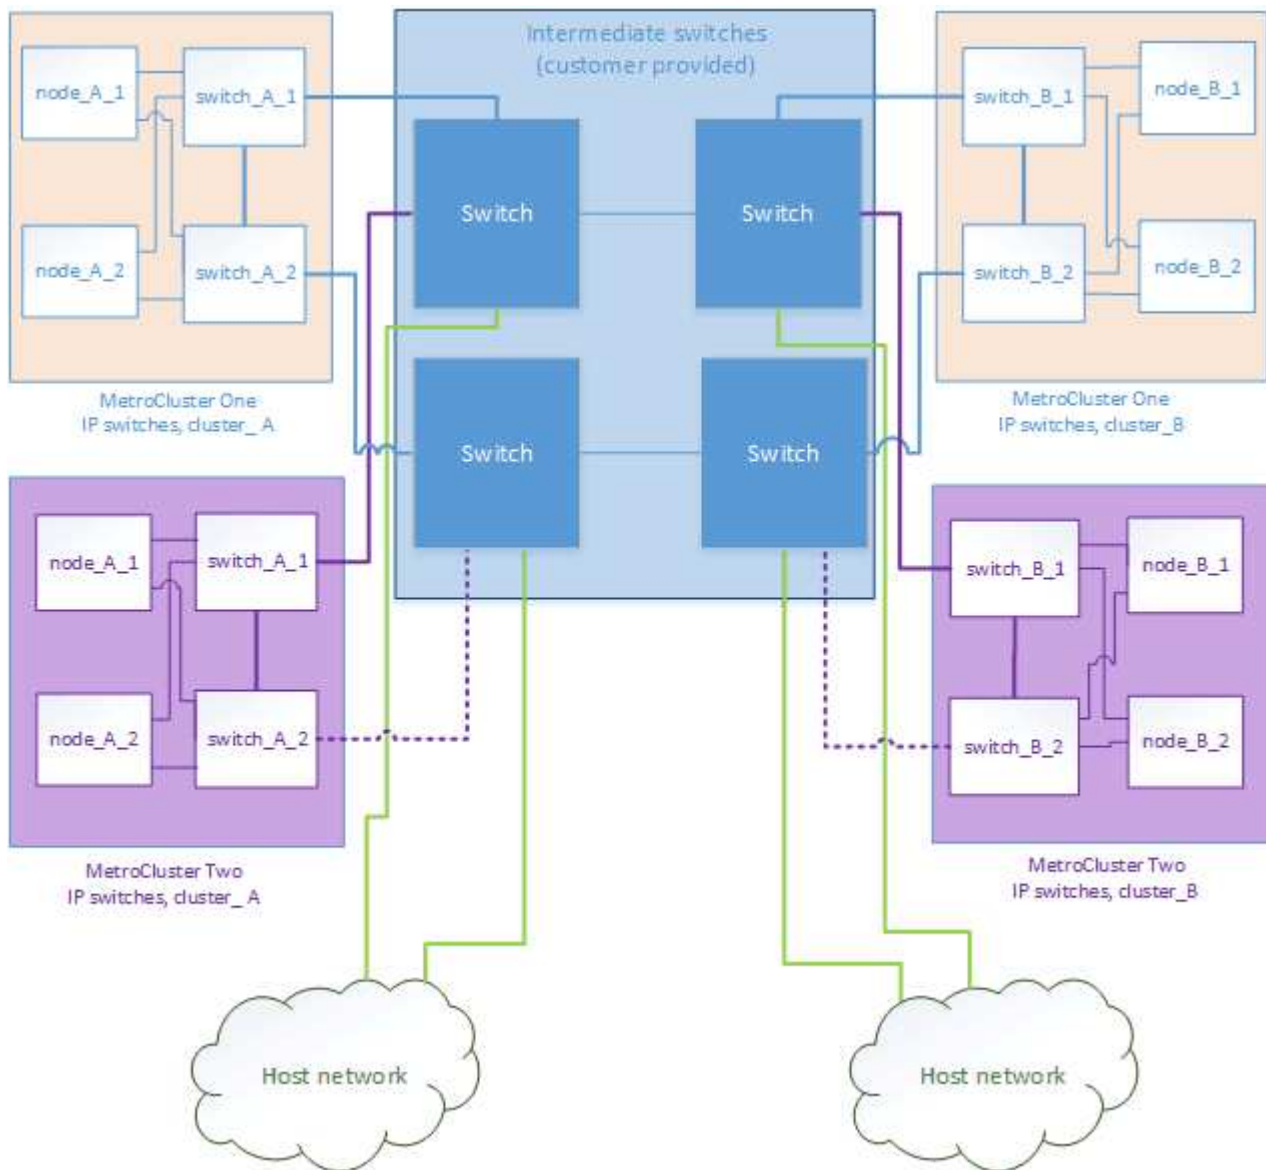 Intermediate switches
(customer provided)
node_A_1
switch_A_1
node_A_2
switch_A_2
MetroCluster One
IP switches, cluster_ A
Switch
Switch
Switch
Switch
switch_B_1
node_B_1
switch_B_2
node_B_2
MetroCluster One
IP switches, cluster_B
node_A_1
switch_A_1
node_A_2
switch_A_2
MetroCluster Two
IP switches, cluster_ A
switch_B_1
node_B_1
switch_B_2
node_B_2
MetroCluster Two
IP switches, cluster_B
Host network
Host network